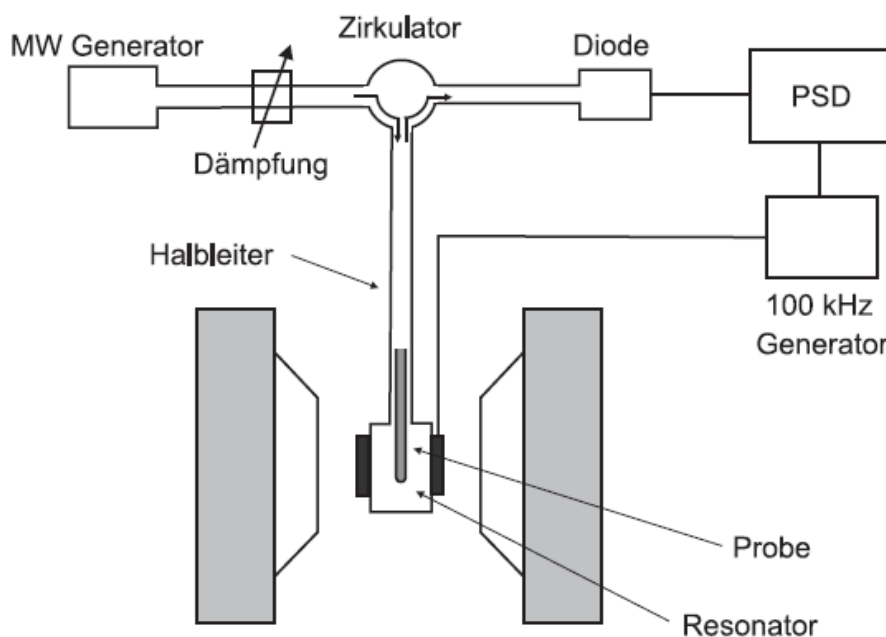 MW Generator
Zirkulator
Diode
PSD
Dämpfung
Halbleiter
100 kHz
Generator
Probe
Resonator